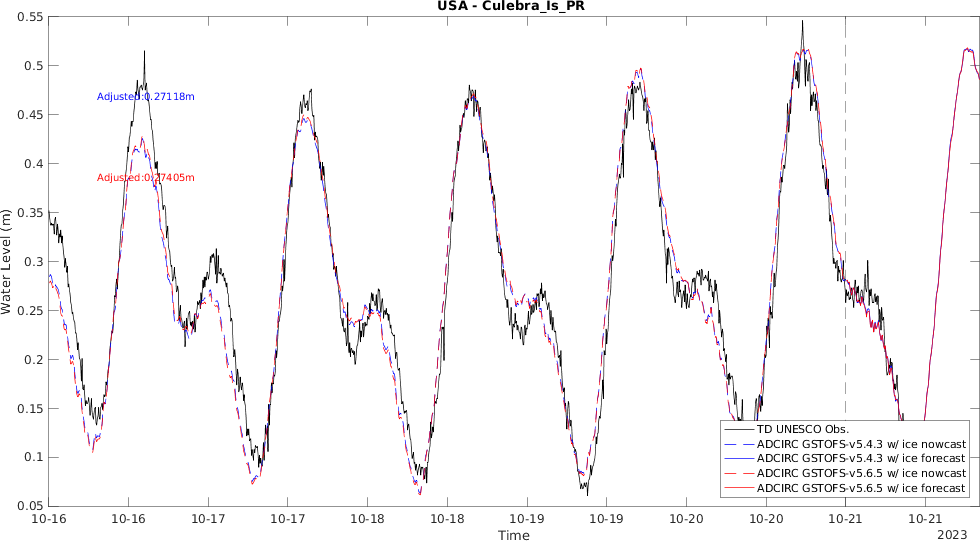 USA - Culebra_Is_PR
0.55
0.5
0.45
0.4
0.35
0.3
0.25
0.2
0.15
0.1
0.05
Water Level (m)
Adjusted:0.27118m
Adjusted:0.27405m
TD UNESCO Obs.
ADCIRC GSTOFS-v5.4.3 w/ ice nowcast
ADCIRC GSTOFS-v5.4.3 w/ ice forecast
ADCIRC GSTOFS-v5.6.5 w/ ice nowcast
ADCIRC GSTOFS-v5.6.5 w/ ice forecast
10-16 10-16 10-17 10-17 10-18 10-18 10-19 10-19 10-20 10-20 10-21 10-21
Time
2023